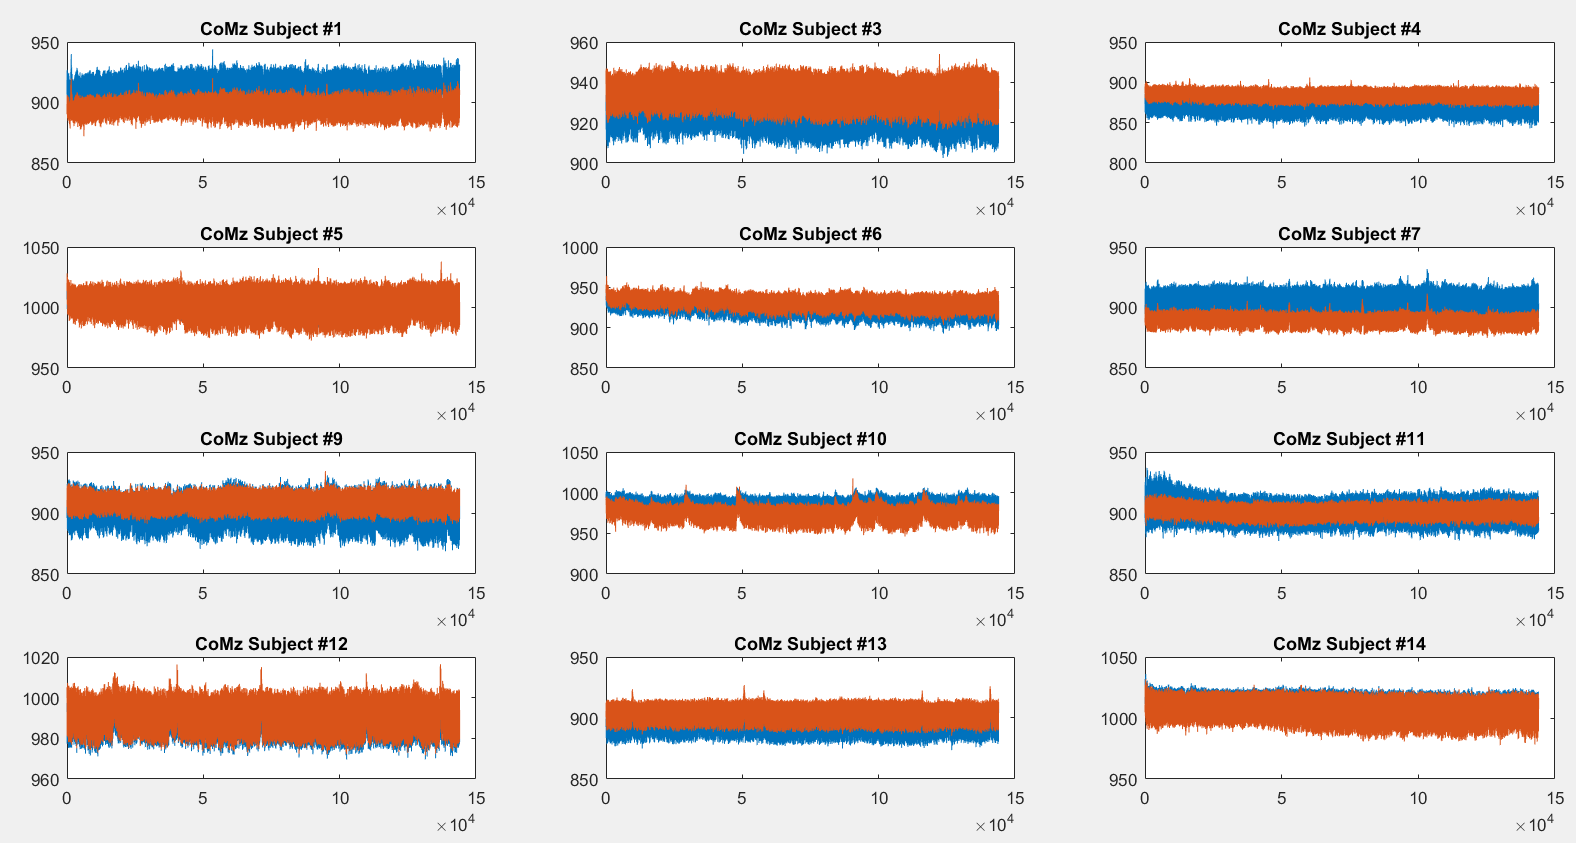 CoMz Subject #1
950
900
850
0 5 10 15
×10^4
CoMz Subject #3
960
940
920
900
0 5 10 15
×10^4
CoMz Subject #4
950
900
850
800
0 5 10 15
×10^4
CoMz Subject #5
1050
1000
950
0 5 10 15
×10^4
CoMz Subject #6
1000
950
900
850
0 5 10 15
×10^4
CoMz Subject #7
950
900
850
0 5 10 15
×10^4
CoMz Subject #9
950
900
850
0 5 10 15
×10^4
CoMz Subject #10
1050
1000
950
900
0 5 10 15
×10^4
CoMz Subject #11
950
900
850
0 5 10 15
×10^4
CoMz Subject #12
1020
1000
980
960
0 5 10 15
×10^4
CoMz Subject #13
950
900
850
0 5 10 15
×10^4
CoMz Subject #14
1050
1000
950
0 5 10 15
×10^4